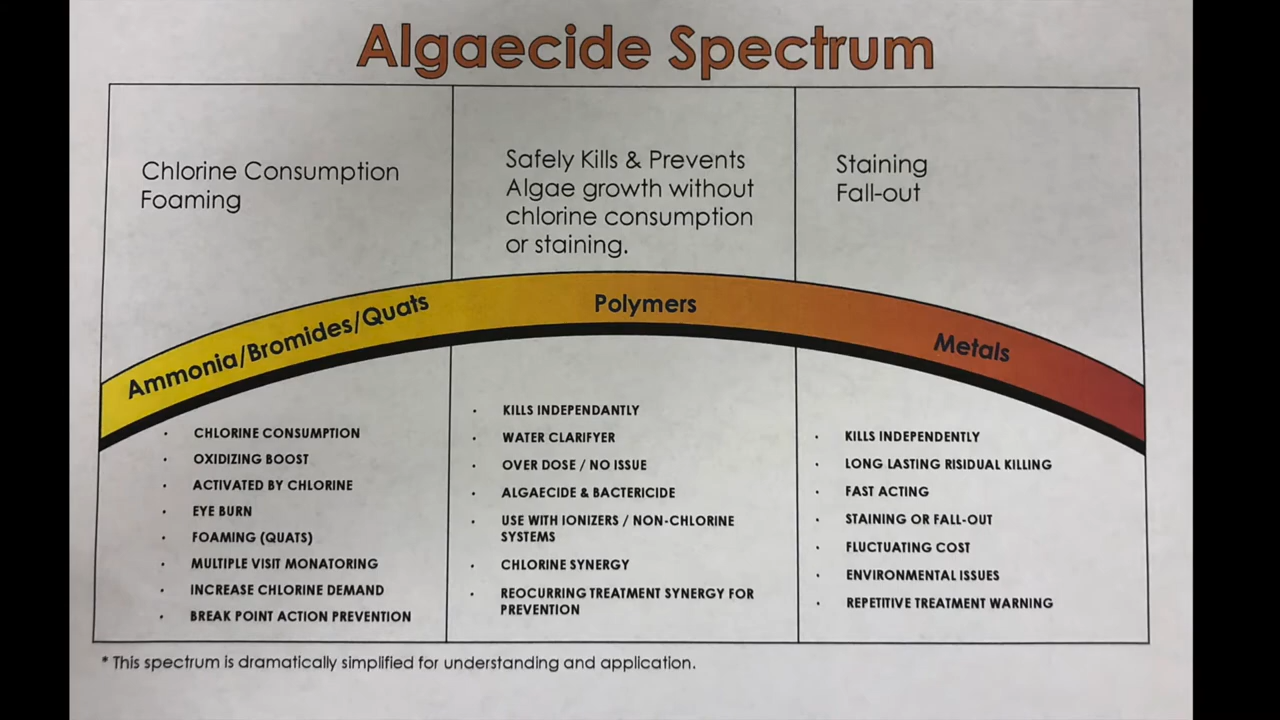 Algaecide Spectrum
Chlorine Consumption
Foaming
Safely Kills & Prevents
Algae growth without
chlorine consumption
or staining.
Staining
Fall-out
Ammonia/Bromides/Quats
Polymers
Metals
· CHLORINE CONSUMPTION
· OXIDIZING BOOST
· ACTIVATED BY CHLORINE
· EYE BURN
· FOAMING (QUATS)
· MULTIPLE VISIT MONATORING
· INCREASE CHLORINE DEMAND
· BREAK POINT ACTION PREVENTION
· KILLS INDEPENDANTLY
· WATER CLARIFYER
· OVER DOSE / NO ISSUE
· ALGAECIDE & BACTERICIDE
· USE WITH IONIZERS / NON-CHLORINE
SYSTEMS
· CHLORINE SYNERGY
· REOCURRING TREATMENT SYNERGY FOR
PREVENTION
· KILLS INDEPENDENTLY
· LONG LASTING RISIDUAL KILLING
· FAST ACTING
· STAINING OR FALL-OUT
· FLUCTUATING COST
· ENVIRONMENTAL ISSUES
· REPETITIVE TREATMENT WARNING
* This spectrum is dramatically simplified for understanding and application.